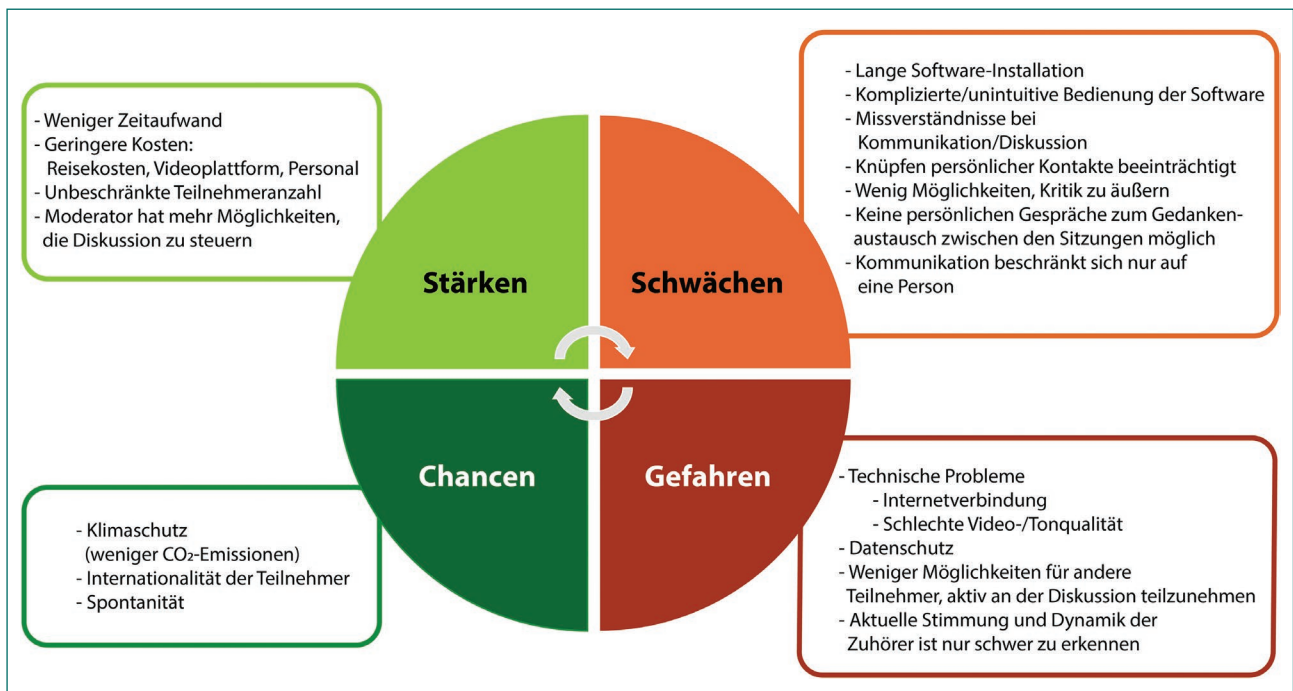 - Weniger Zeitaufwand
- Geringere Kosten:
Reisekosten, Videoplattform, Personal
- Unbeschränkte Teilnehmeranzahl
- Moderator hat mehr Möglichkeiten,
die Diskussion zu steuern
Stärken
- Lange Software-Installation
- Komplizierte/unintuitive Bedienung der Software
- Missverständnisse bei
Kommunikation/Diskussion
- Knüpfen persönlicher Kontakte beeinträchtigt
- Wenig Möglichkeiten, Kritik zu äußern
- Keine persönlichen Gespräche zum Gedanken-
austausch zwischen den Sitzungen möglich
- Kommunikation beschränkt sich nur auf
eine Person
Schwächen
Chancen
- Klimaschutz
(weniger CO₂-Emissionen)
- Internationalität der Teilnehmer
- Spontanität
Gefahren
- Technische Probleme
- Internetverbindung
- Schlechte Video-/Tonqualität
- Datenschutz
- Weniger Möglichkeiten für andere
Teilnehmer, aktiv an der Diskussion teilzunehmen
- Aktuelle Stimmung und Dynamik der
Zuhörer ist nur schwer zu erkennen